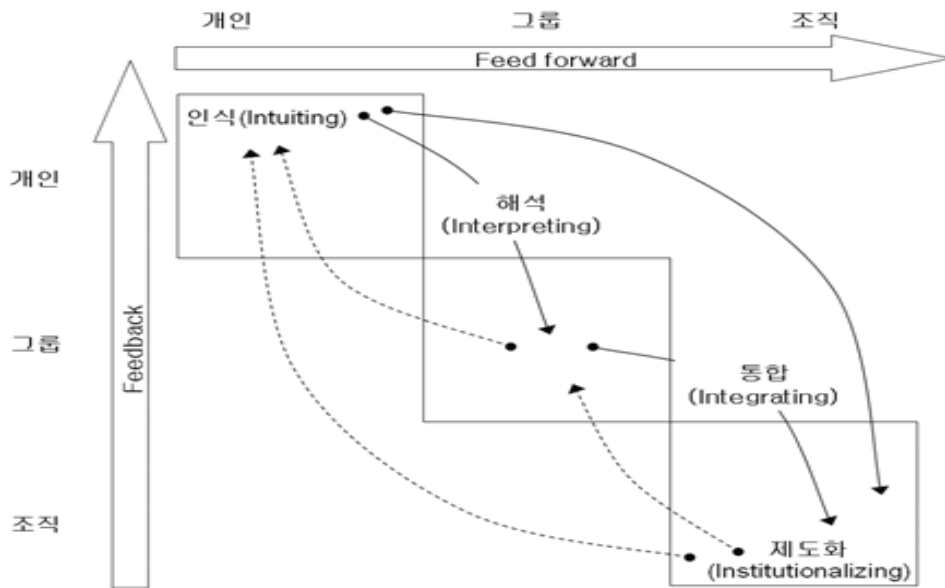 개인 그룹 조직
Feed forward
인식(Intuiting)
개인
해석
(Interpreting)
그룹
Feedback
통합
(Integrating)
조직
제도화
(Institutionalizing)